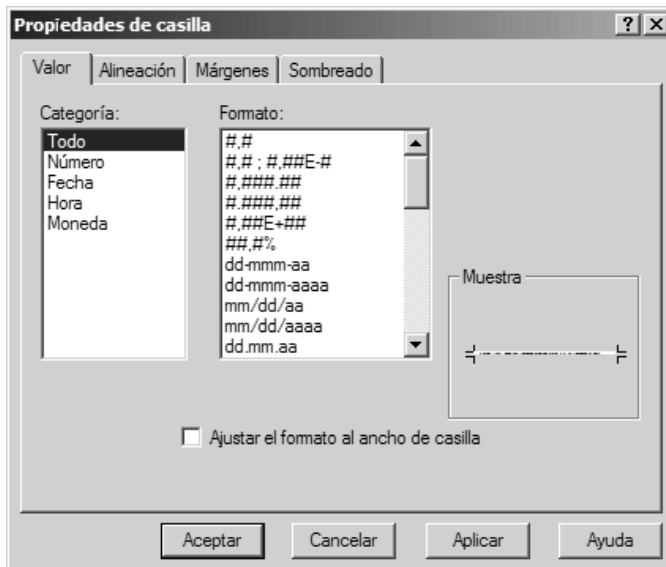 Propiedades de casilla
Valor Alineación Márgenes Sombreado
Categoría:
Todo
Número
Fecha
Hora
Moneda
Formato:
#,#
#,# ; #,##E-#
#,###.##
#.###,##
#,##E+##
##,#%
dd-mmm-aa
dd-mmm-aaaa
mm/dd/aa
mm/dd/aaaa
dd.mm.aa
Muestra
Ajustar el formato al ancho de casilla
Aceptar Cancelar Aplicar Ayuda